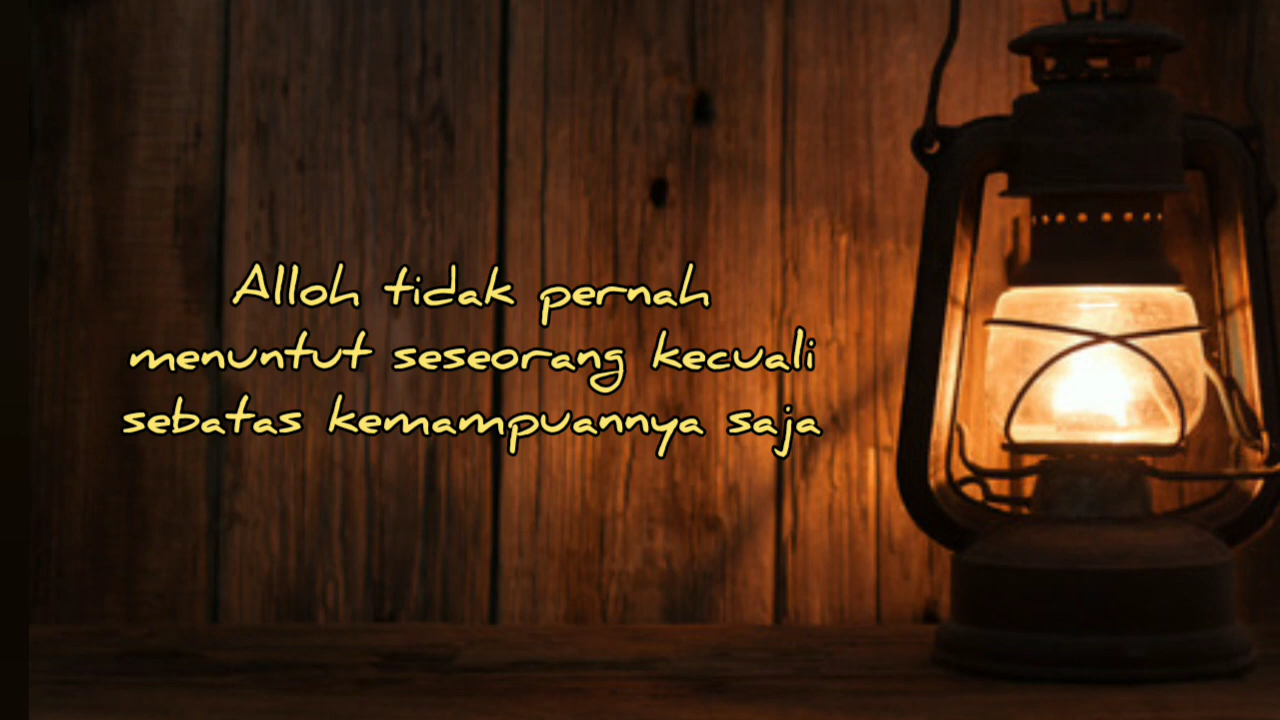 Alloh tidak pernah
menuntut seseorang kecuali
sebatas kemampuannya saja